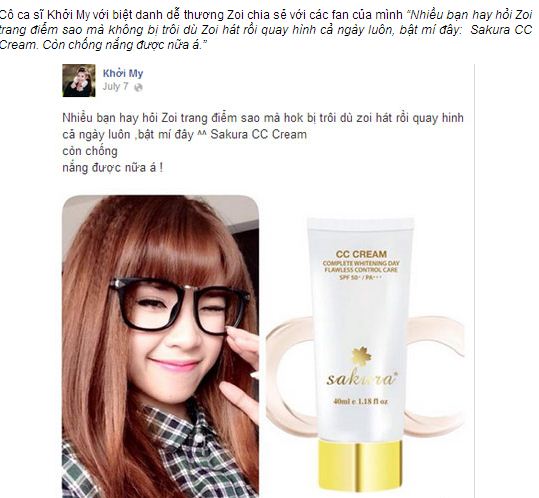 Cô ca sĩ Khởi My với biệt danh dễ thương Zoi chia sẻ với các fan của mình “Nhiều bạn hay hỏi Zoi
trang điểm sao mà không bị trôi dù Zoi hát rồi quay hình cả ngày luôn, bật mí đây: Sakura CC
Cream. Còn chống nắng được nữa á.”
Khởi My
July 7
Nhiều bạn hay hỏi Zoi trang điểm sao mà hok bị trôi dù zoi hát rồi quay hinh
cả ngày luôn ,bật mí đây ^^ Sakura CC Cream
còn chống
nắng được nữa á !
CC CREAM
COMPLETE WHITENING DAY
FLAWLESS CONTROL CARE
SPF 50+ / PA+++
sakura
40ml e 1.18 fl oz